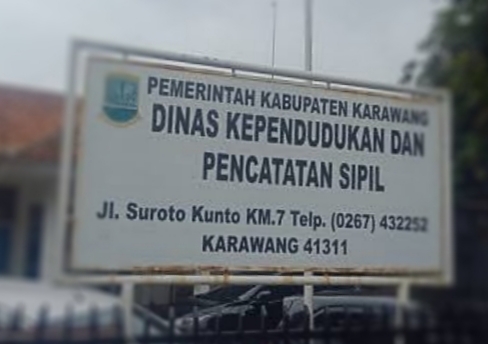 PEMERINTAH KABUPATEN KARAWANG
DINAS KEPENDUDUKAN DAN
PENCATATAN SIPIL
Jl. Suroto Kunto KM.7 Telp. (0267) 432252
KARAWANG 41311